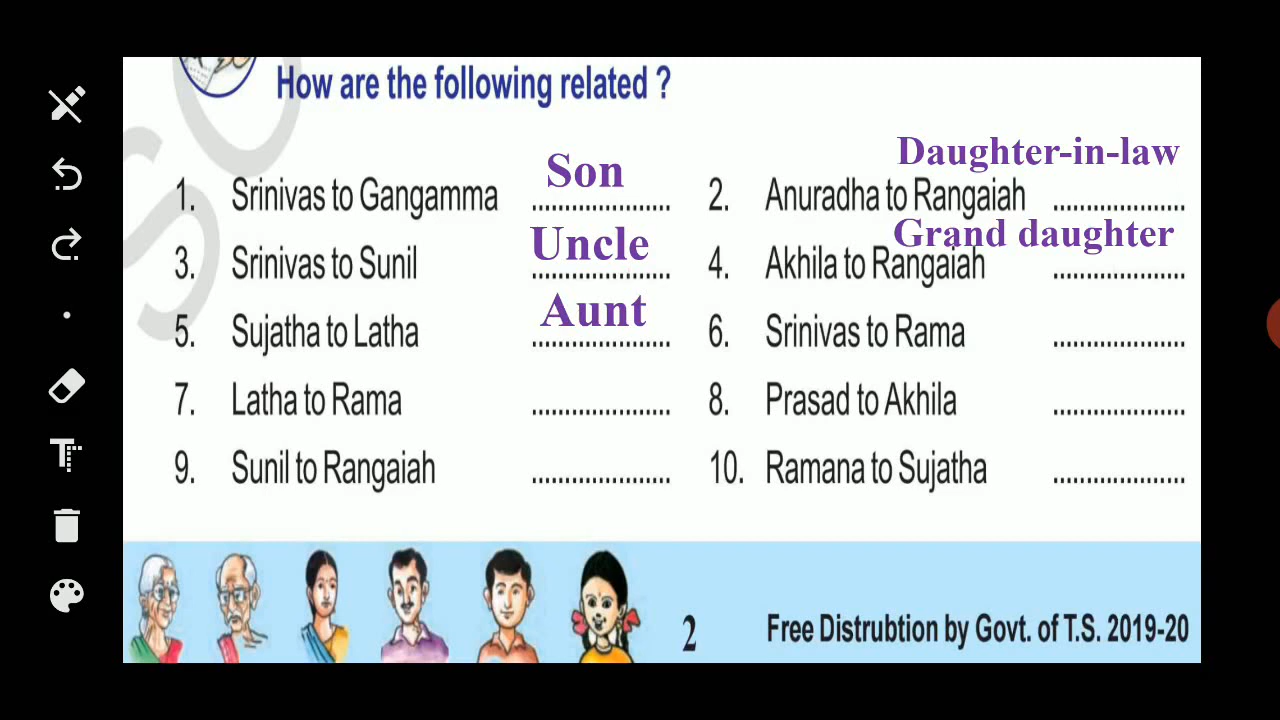 How are the following related ?
Daughter-in-law
Son
1. Srinivas to Gangamma ..................... 2. Anuradha to Rangaiah ....................
Uncle Grand daughter
3. Srinivas to Sunil ..................... 4. Akhila to Rangaiah ....................
Aunt
5. Sujatha to Latha ..................... 6. Srinivas to Rama ....................
7. Latha to Rama ..................... 8. Prasad to Akhila ....................
9. Sunil to Rangaiah ..................... 10. Ramana to Sujatha ....................
2 Free Distrubtion by Govt. of T.S. 2019-20